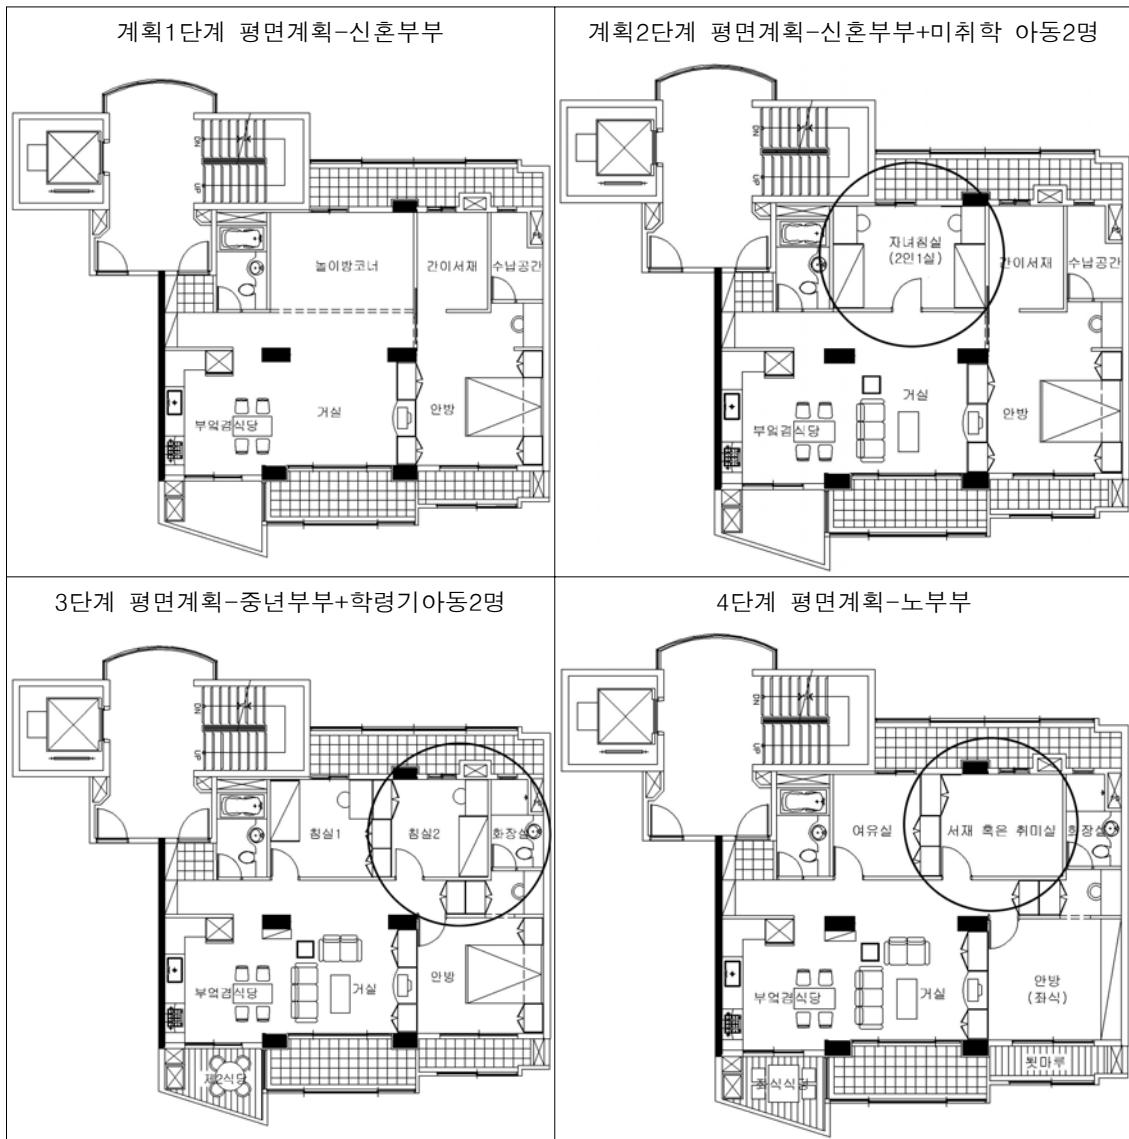 계획1단계 평면계획-신혼부부
DN
UP
놀이방코너
간이서재
수납공간
부엌겸식당
거실
안방
계획2단계 평면계획-신혼부부+미취학 아동2명
DN
UP
자녀침실
(2인1실)
간이서재
수납공간
부엌겸식당
거실
안방
3단계 평면계획-중년부부+학령기아동2명
DN
UP
침실1
침실2
화장실
부엌겸식당
거실
안방
제2식당
4단계 평면계획-노부부
DN
UP
여유실
서재 혹은 취미실
화장실
부엌겸식당
거실
안방
(좌식)
좌식식당
툇마루